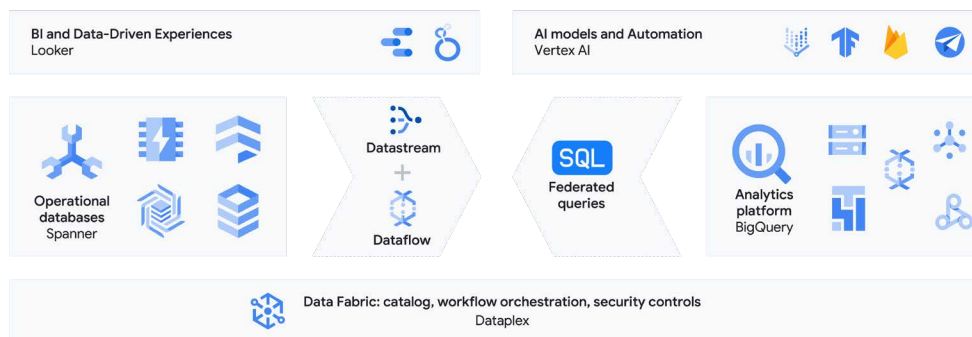 BI and Data-Driven Experiences
Looker
AI models and Automation
Vertex AI
Operational
databases
Spanner
Datastream
+
Dataflow
SQL
Federated
queries
Analytics
platform
BigQuery
Data Fabric: catalog, workflow orchestration, security controls
Dataplex